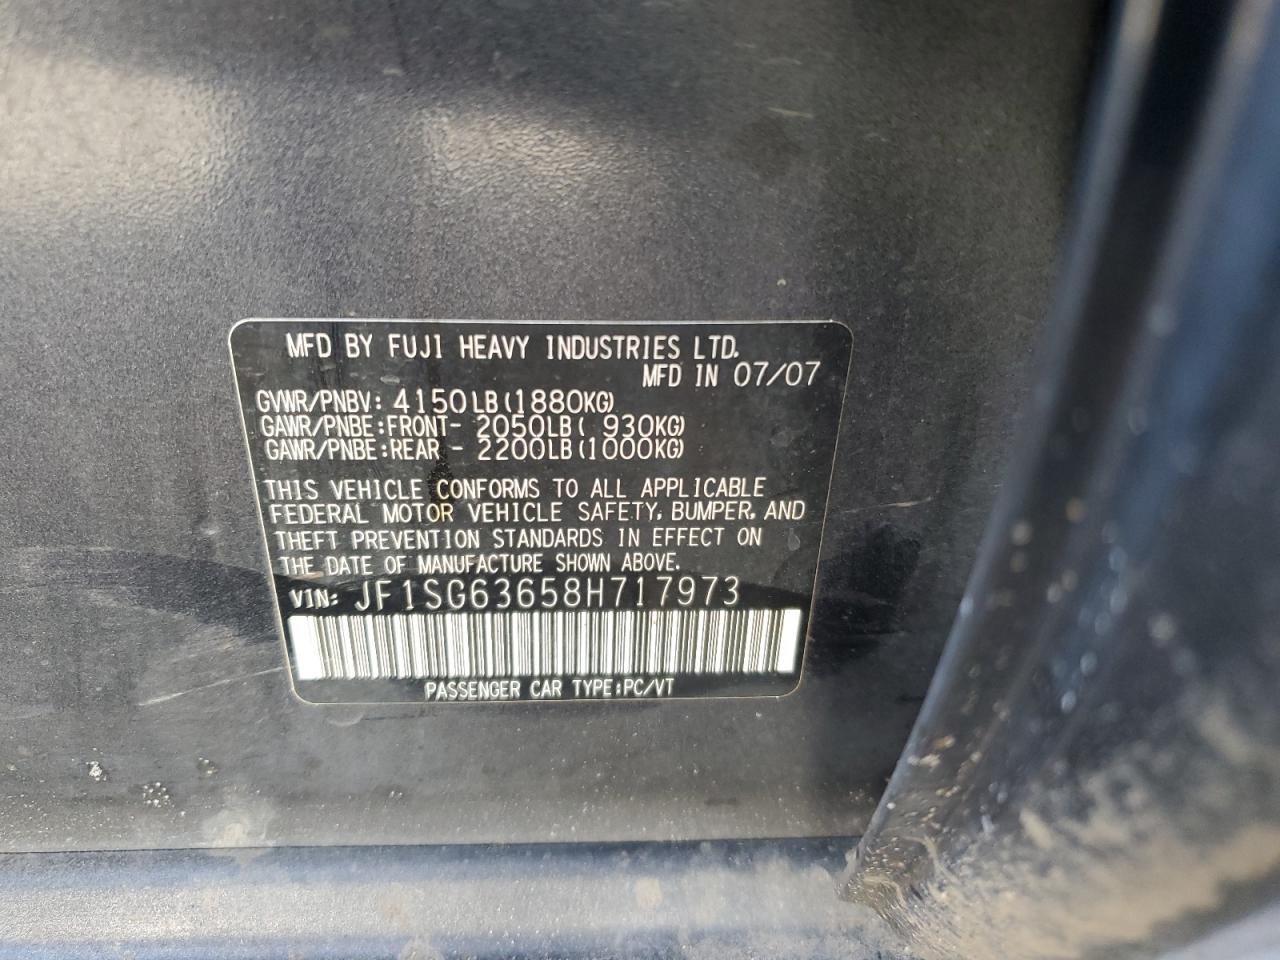 MFD BY FUJI HEAVY INDUSTRIES LTD.
MFD IN 07/07
GVWR/PNBV: 4150LB(1880KG)
GAWR/PNBE:FRONT- 2050LB( 930KG)
GAWR/PNBE:REAR - 2200LB(1000KG)
THIS VEHICLE CONFORMS TO ALL APPLICABLE
FEDERAL MOTOR VEHICLE SAFETY, BUMPER, AND
THEFT PREVENTION STANDARDS IN EFFECT ON
THE DATE OF MANUFACTURE SHOWN ABOVE.
VIN: JF1SG63658H717973
PASSENGER CAR TYPE:PC/VT